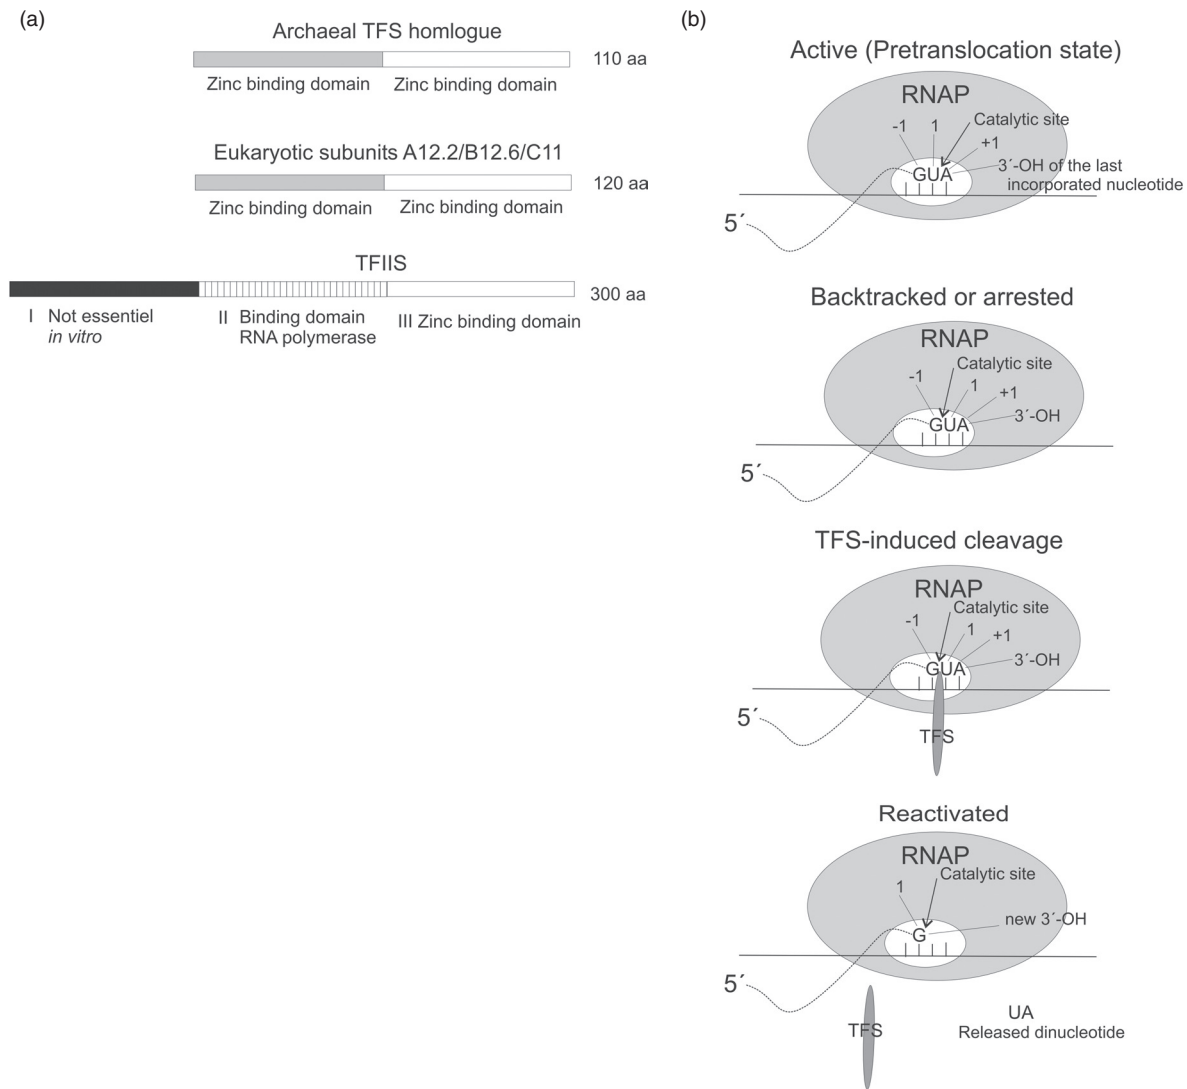 (a)
Archaeal TFS homlogue
110 aa
Zinc binding domain Zinc binding domain
Eukaryotic subunits A12.2/B12.6/C11
120 aa
Zinc binding domain Zinc binding domain
TFIIS
300 aa
I Not essentiel
in vitro
II Binding domain
RNA polymerase
III Zinc binding domain
(b)
Active (Pretranslocation state)
RNAP
Catalytic site
-1 1 +1
GUA
3´-OH of the last
incorporated nucleotide
5´
Backtracked or arrested
RNAP
Catalytic site
-1 1 +1
GUA
3´-OH
5´
TFS-induced cleavage
RNAP
Catalytic site
-1 1 +1
GUA
3´-OH
5´
TFS
Reactivated
RNAP
Catalytic site
1
G
new 3´-OH
5´
TFS
UA
Released dinucleotide